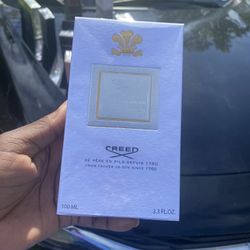 CREED
DE PÈRE EN FILS DEPUIS 1760
FROM FATHER TO SON SINCE 1760
100 ML
3.3 FL.OZ.